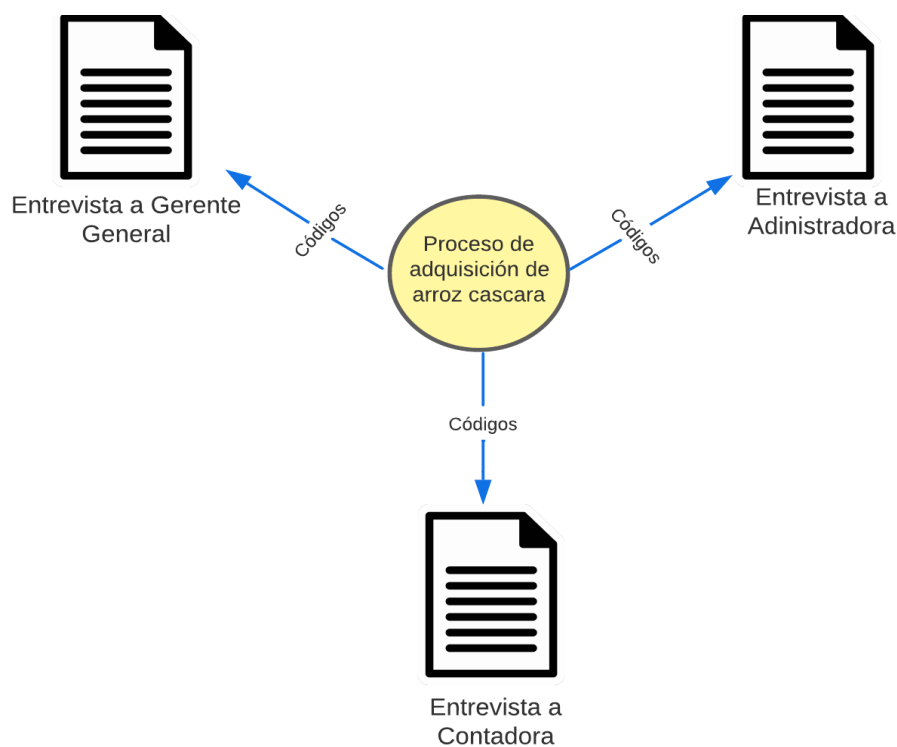 Entrevista a Gerente
General
Códigos
Proceso de
adquisición de
arroz cascara
Códigos
Entrevista a
Adinistradora
Códigos
Entrevista a
Contadora